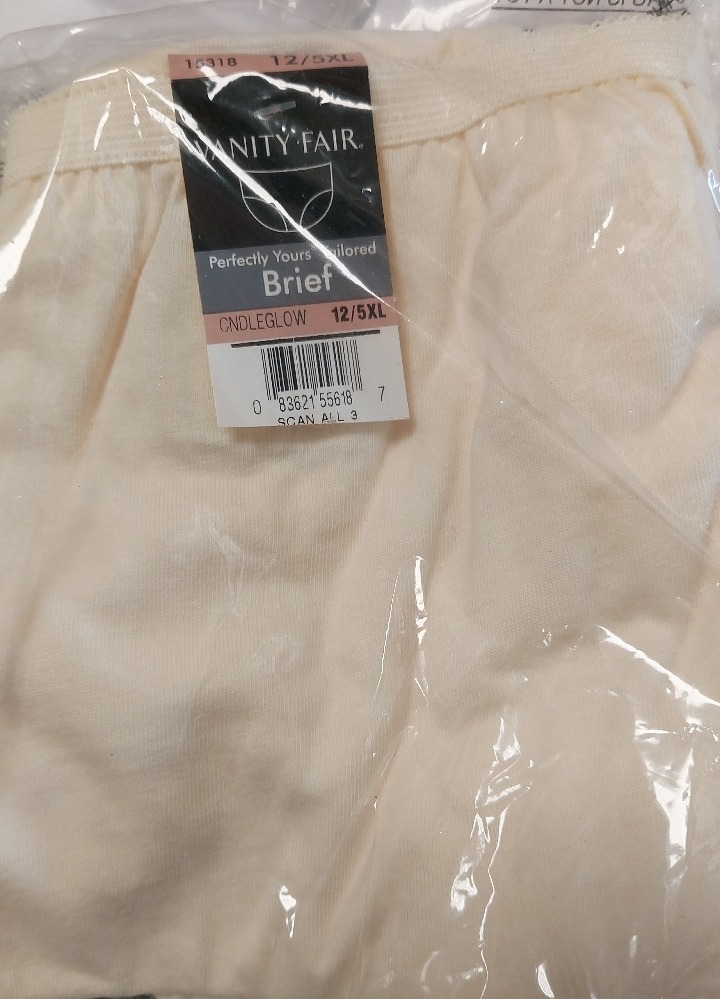 15318 12/5XL
VANITY FAIR®
Perfectly Yours® Tailored
Brief
CNDLEGLOW 12/5XL
0 83621 55618 7
SCAN ALL 3